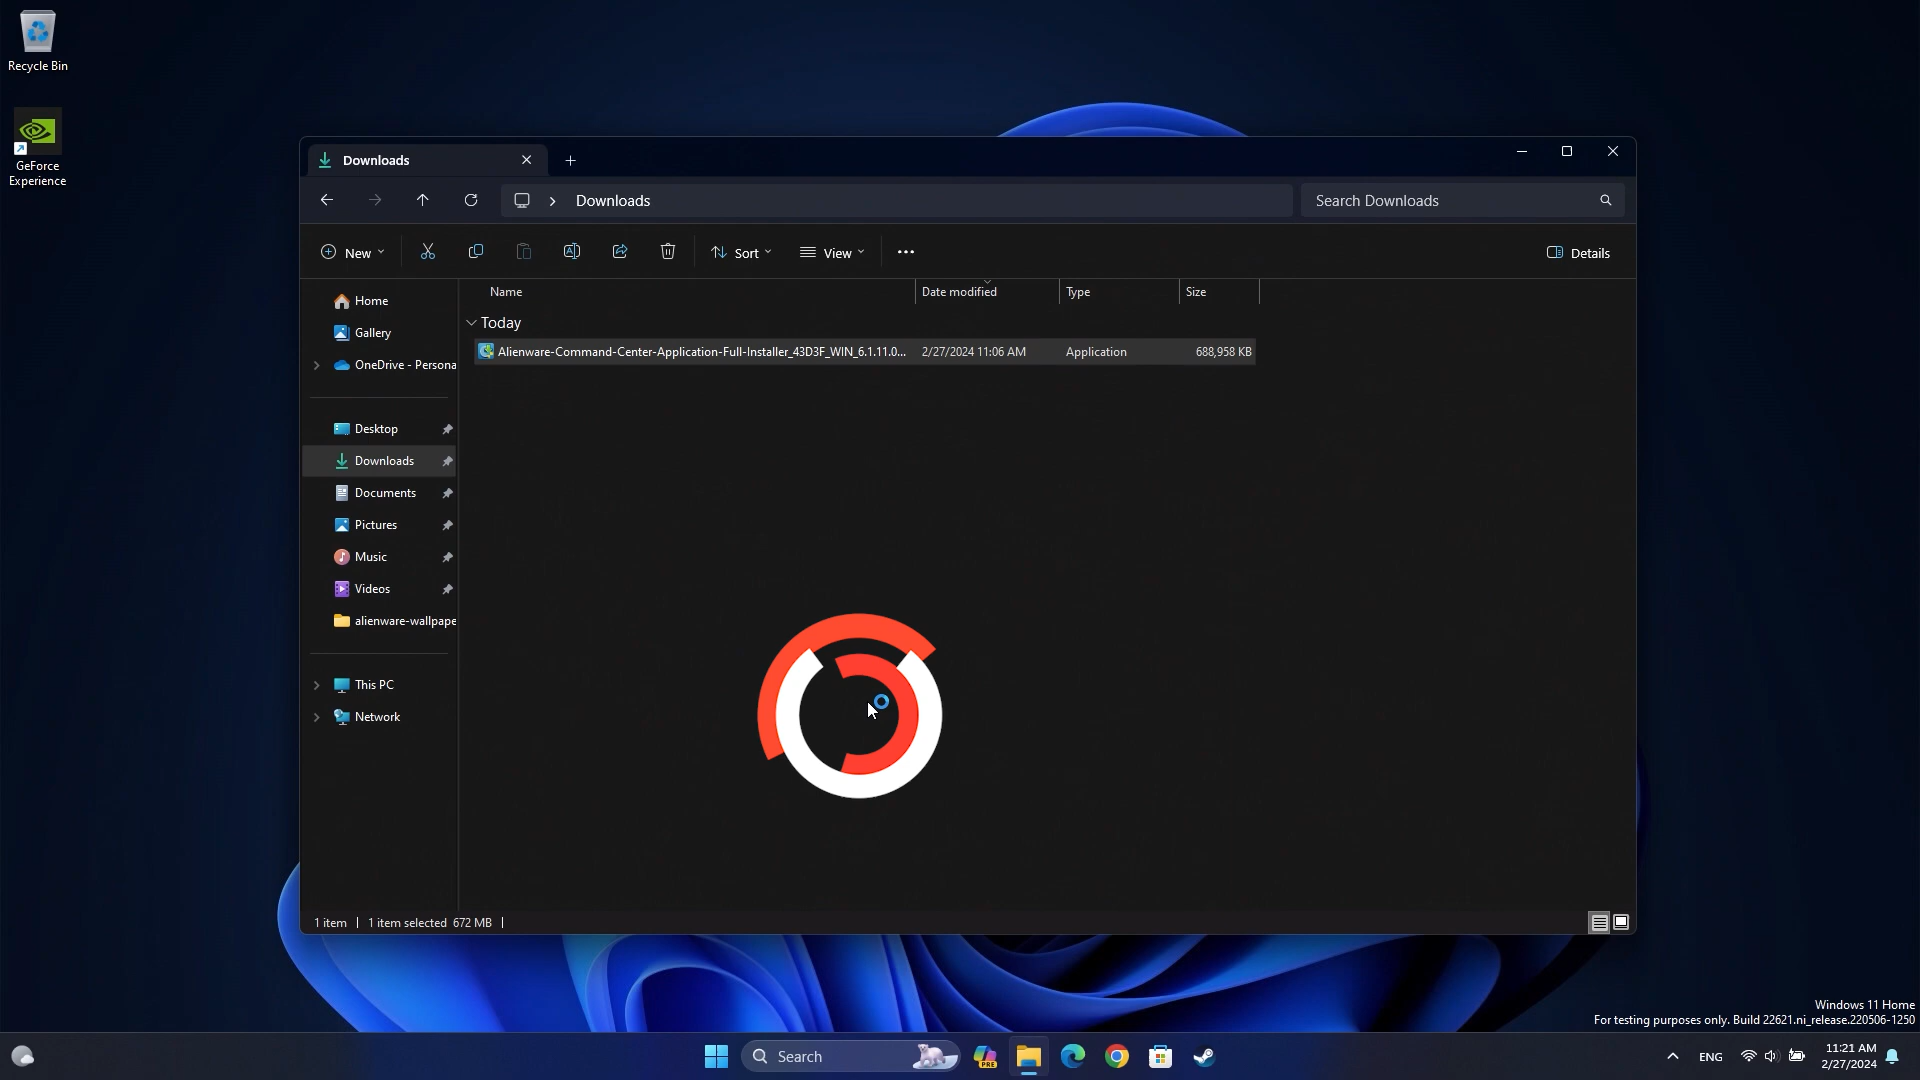 Recycle Bin
GeForce
Experience
Downloads
Downloads
Search Downloads
New
Sort
View
Details
Name
Date modified
Type
Size
Today
Alienware-Command-Center-Application-Full-Installer_43D3F_WIN_6.1.11.0...
2/27/2024 11:06 AM
Application
688,958 KB
Home
Gallery
OneDrive - Persona
Desktop
Downloads
Documents
Pictures
Music
Videos
alienware-wallpape
This PC
Network
1 item
1 item selected 672 MB
Windows 11 Home
For testing purposes only. Build 22621.ni_release.220506-1250
Search
PRE
ENG
11:21 AM
2/27/2024